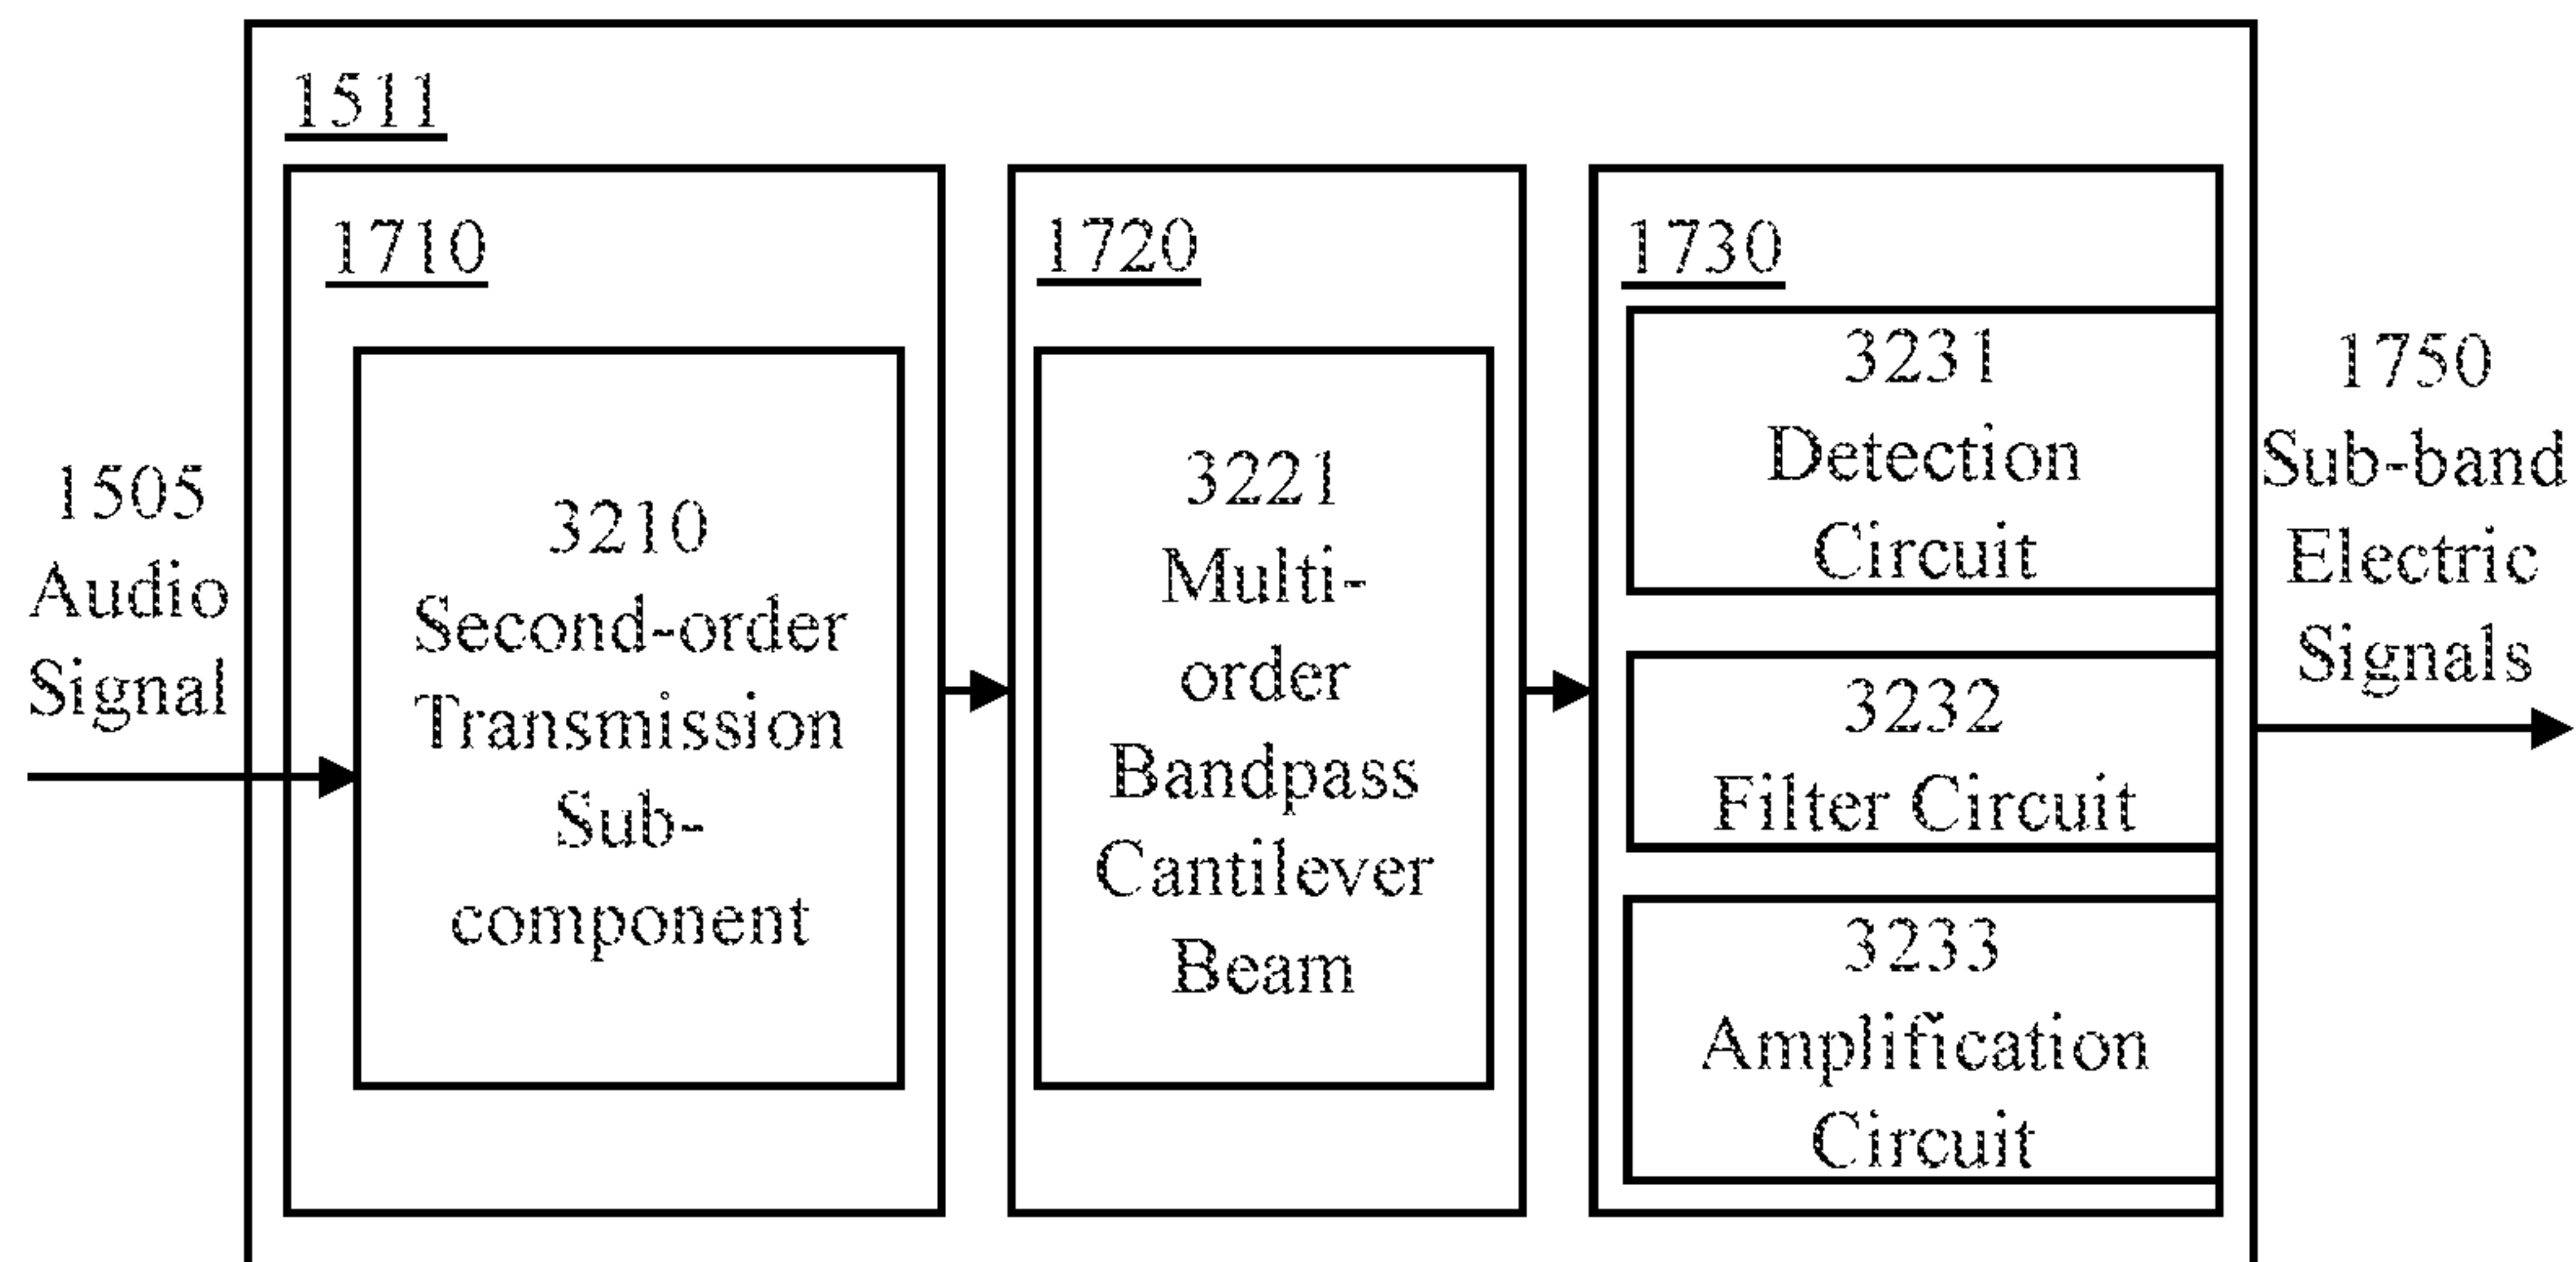 1511
1505
Audio
Signal
1710
3210
Second-order
Transmission
Sub-
component
1720
3221
Multi-
order
Bandpass
Cantilever
Beam
1730
3231
Detection
Circuit
3232
Filter Circuit
3233
Amplification
Circuit
1750
Sub-band
Electric
Signals